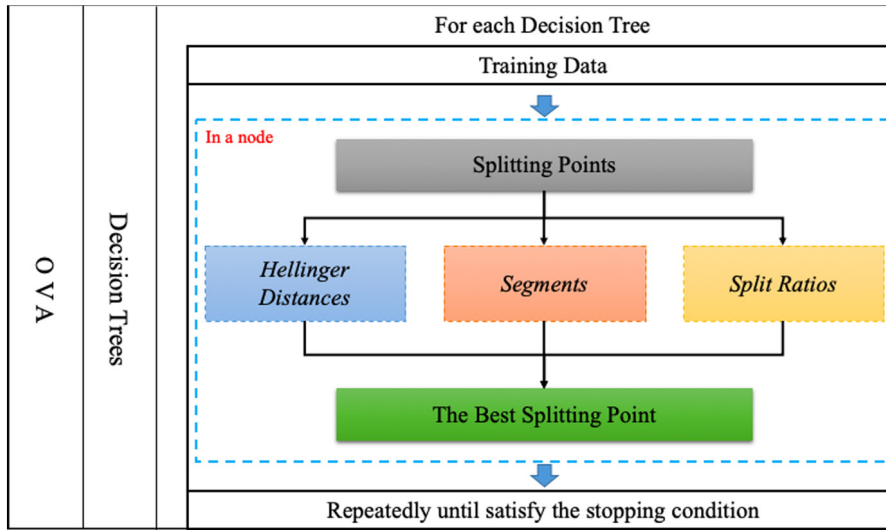 O V A
Decision Trees
For each Decision Tree
Training Data
In a node
Splitting Points
Hellinger
Distances
Segments
Split Ratios
The Best Splitting Point
Repeatedly until satisfy the stopping condition